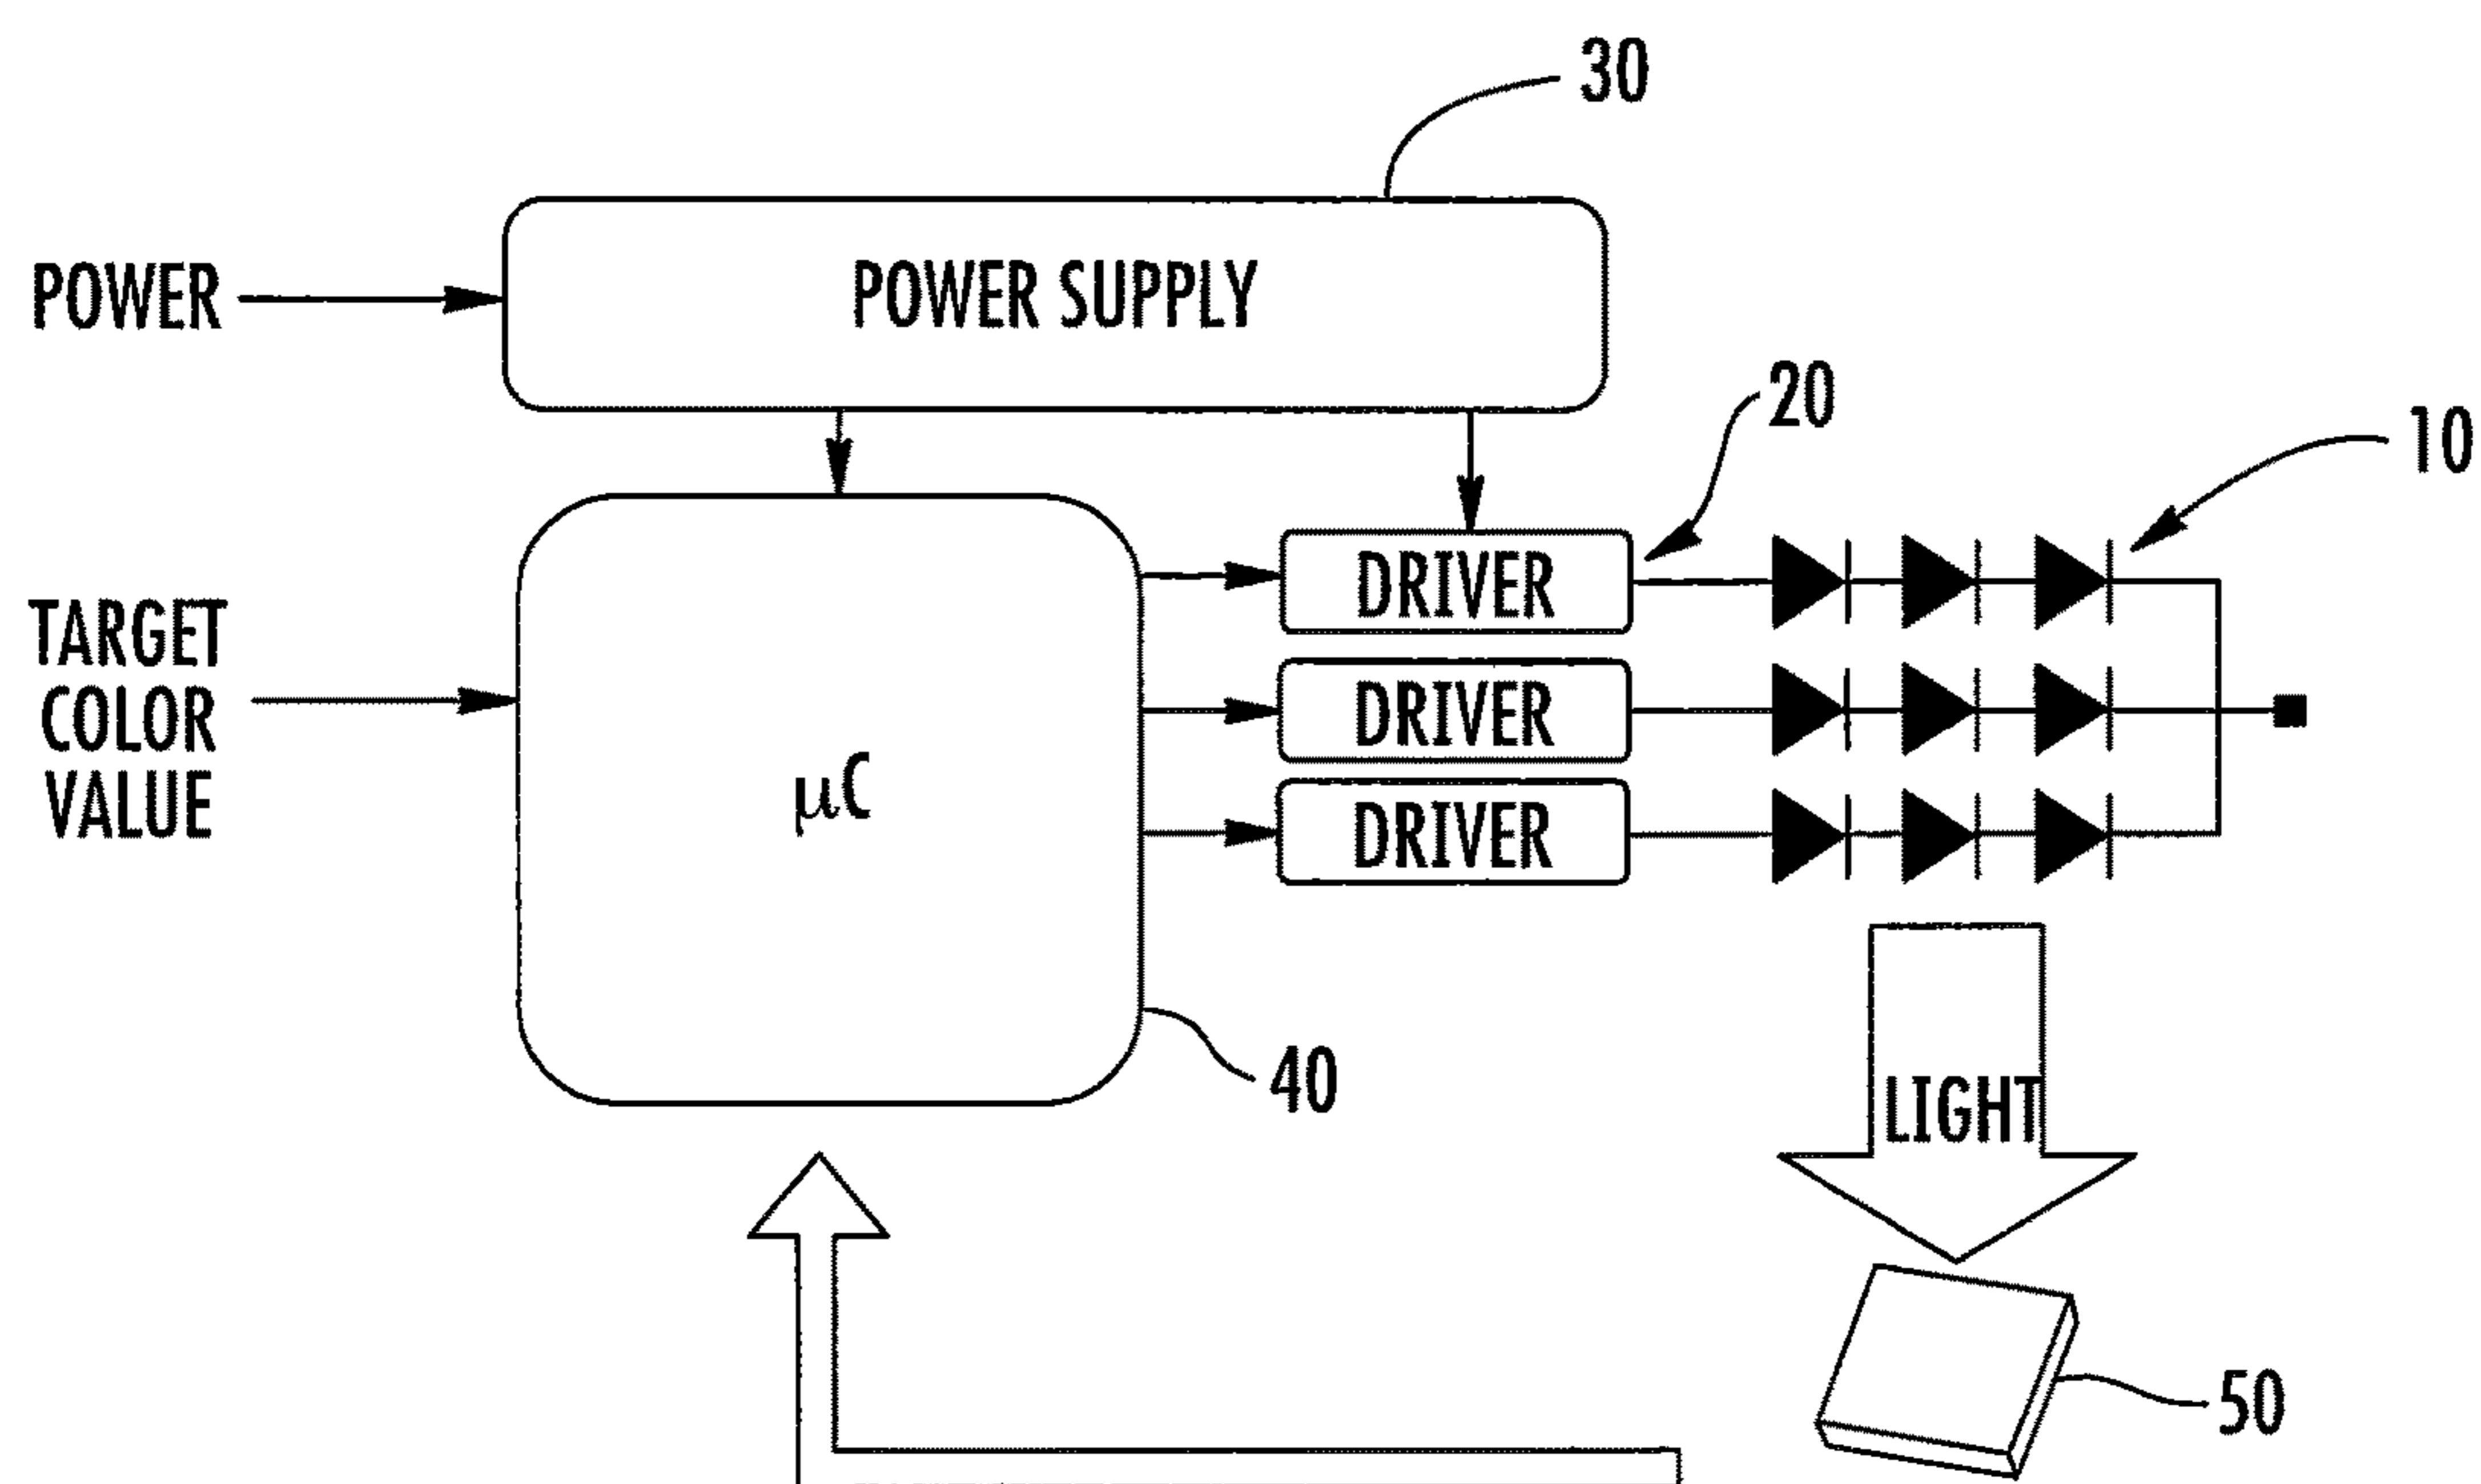 30
POWER
POWER SUPPLY
20
10
TARGET
COLOR
VALUE
DRIVER
DRIVER
DRIVER
μC
40
LIGHT
50